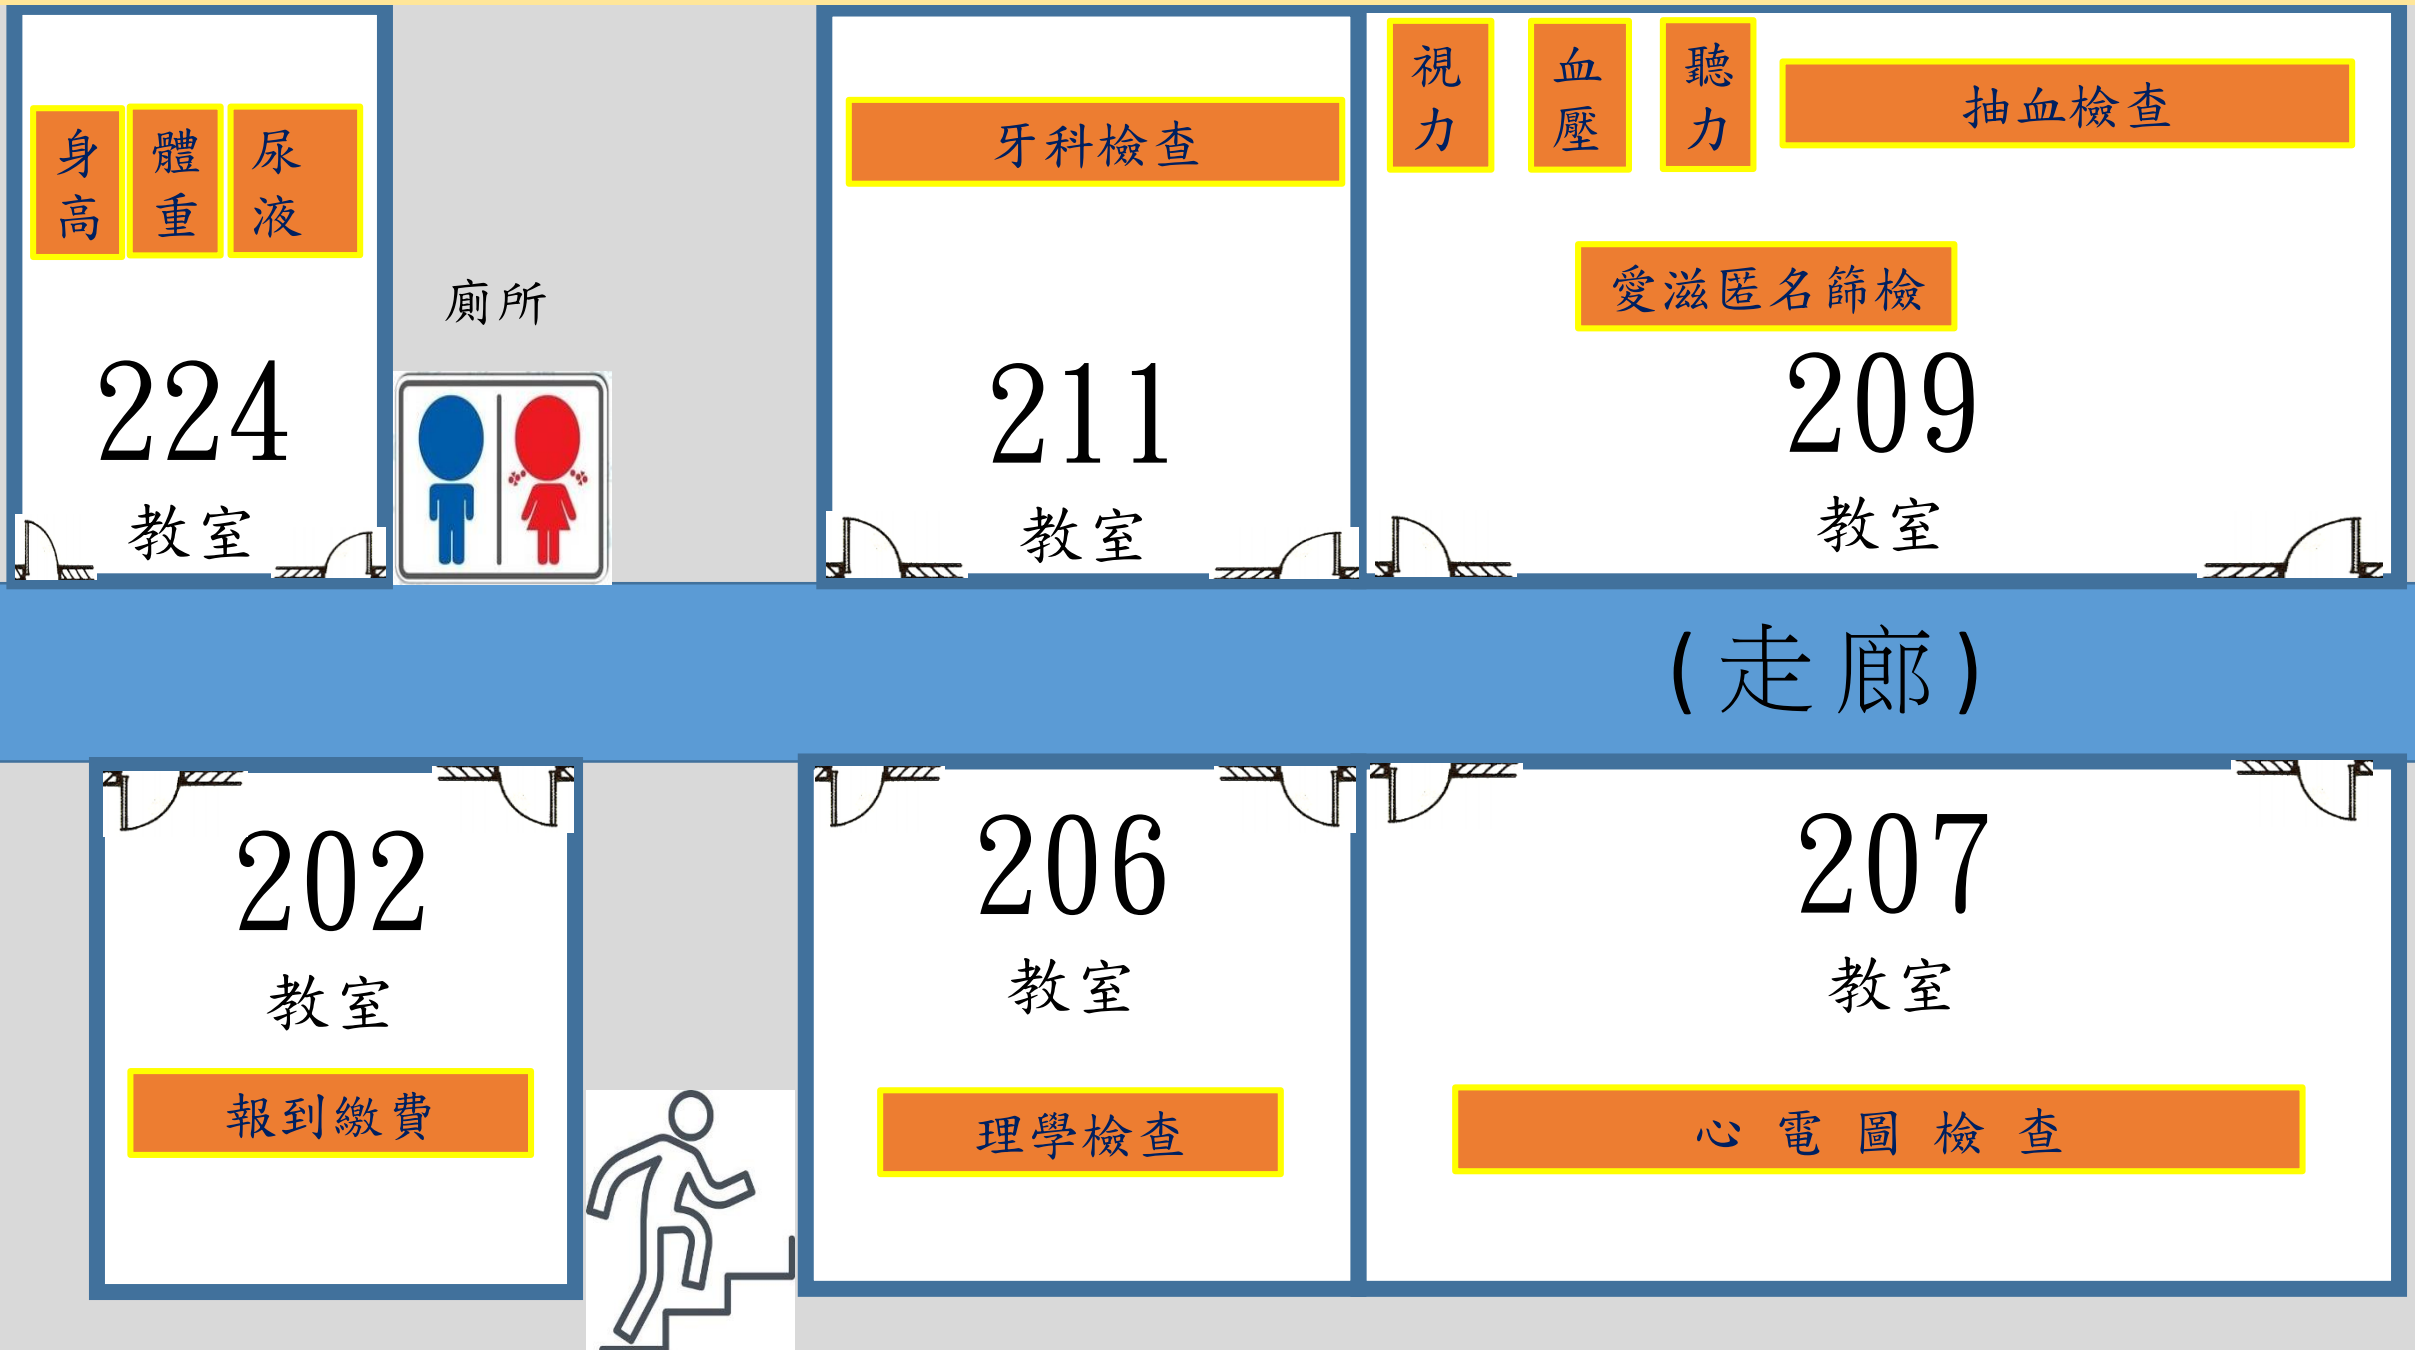 身高
體重
尿液
224
教室
廁所
牙科檢查
211
教室
視力
血壓
聽力
抽血檢查
愛滋匿名篩檢
209
教室
(走廊)
202
教室
報到繳費
206
教室
理學檢查
207
教室
心電圖檢查